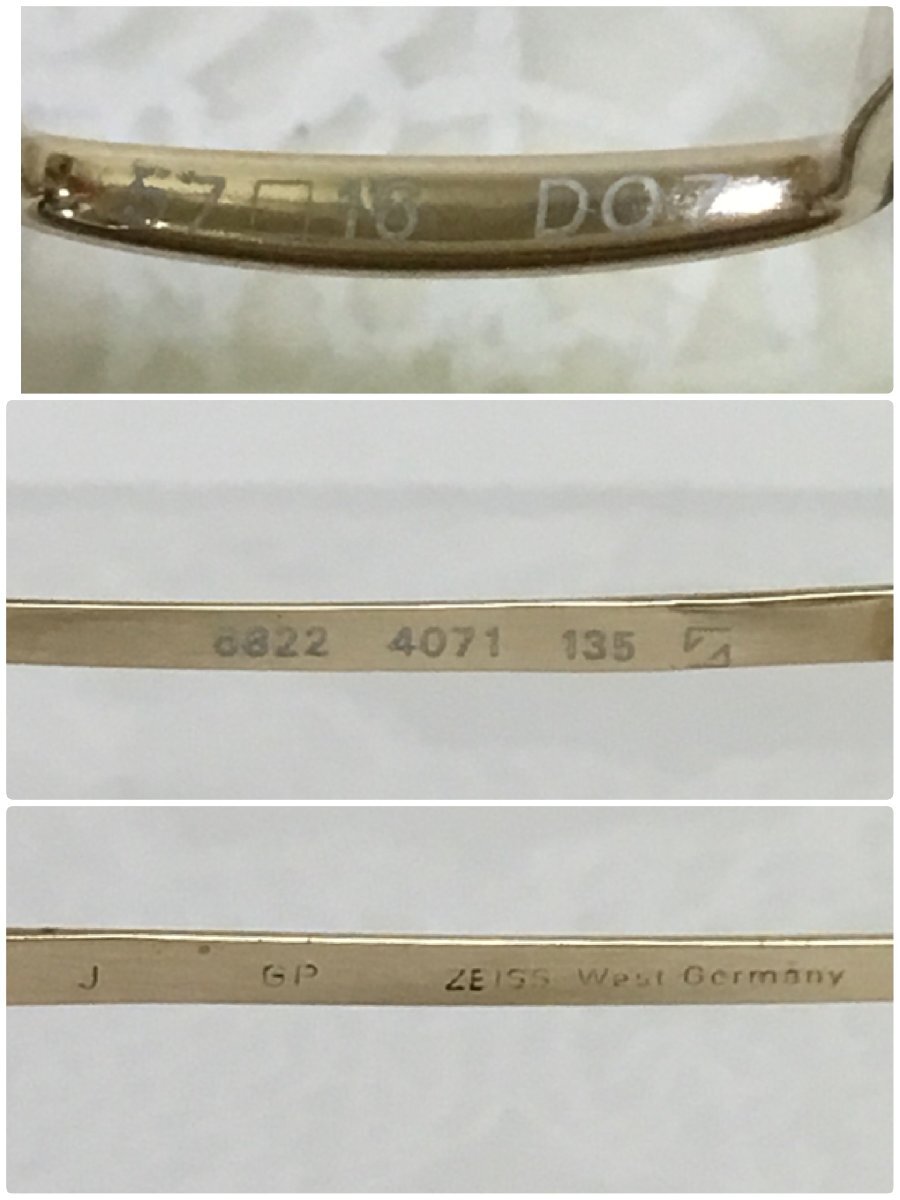 57□16 DO7
6822 4071 135
J GP ZEISS West Germany